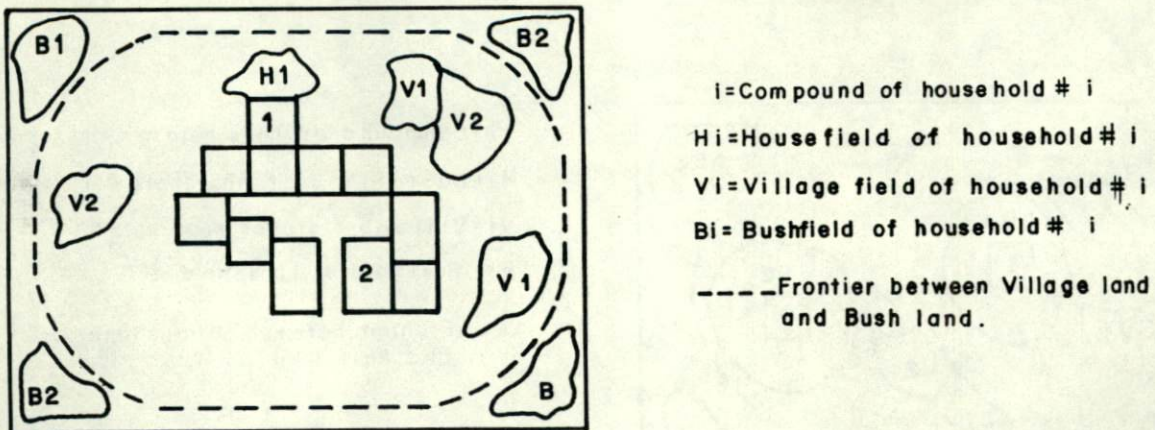 B1
B2
H1
V1
1
V2
V2
2
V1
B2
B
i=Compound of household # i
Hi=Housefield of household # i
Vi=Village field of household # i
Bi= Bushfield of household # i
----Frontier between Village land
and Bush land.